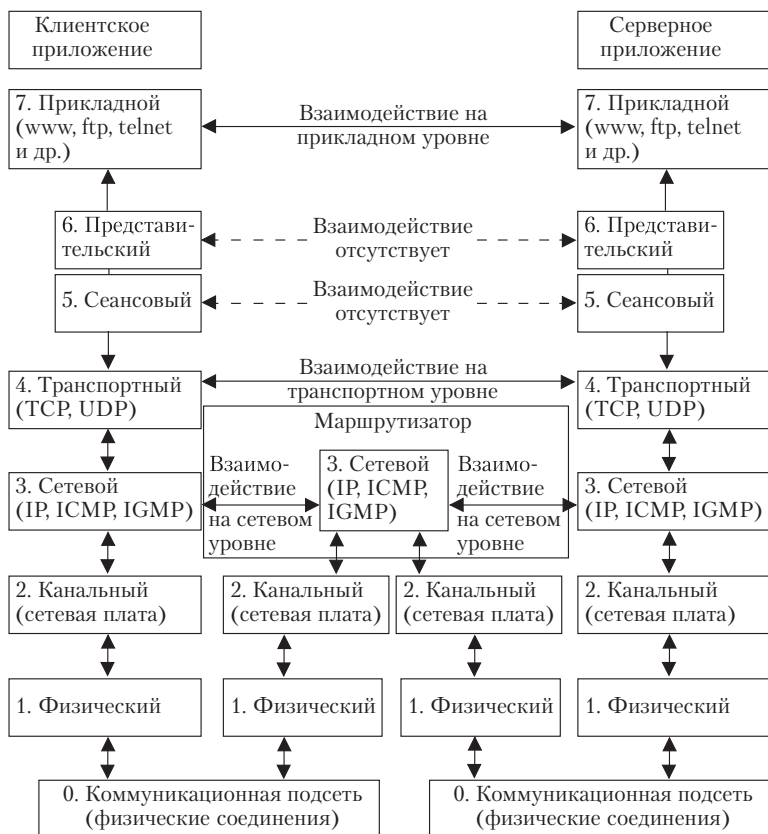 Клиентское
приложение
Серверное
приложение
7. Прикладной
(www, ftp, telnet
и др.)
Взаимодействие на
прикладном уровне
7. Прикладной
(www, ftp, telnet
и др.)
6. Представи-
тельский
Взаимодействие
отсутствует
6. Представи-
тельский
5. Сеансовый
Взаимодействие
отсутствует
5. Сеансовый
4. Транспортный
(TCP, UDP)
Взаимодействие на
транспортном уровне
4. Транспортный
(TCP, UDP)
Маршрутизатор
3. Сетевой
(IP, ICMP, IGMP)
Взаимо-
действие
на сетевом
уровне
3. Сетевой
(IP, ICMP,
IGMP)
Взаимо-
действие
на сетевом
уровне
3. Сетевой
(IP, ICMP, IGMP)
2. Канальный
(сетевая плата)
2. Канальный
(сетевая плата)
2. Канальный
(сетевая плата)
2. Канальный
(сетевая плата)
1. Физический
1. Физический
1. Физический
1. Физический
0. Коммуникационная подсеть
(физические соединения)
0. Коммуникационная подсеть
(физические соединения)